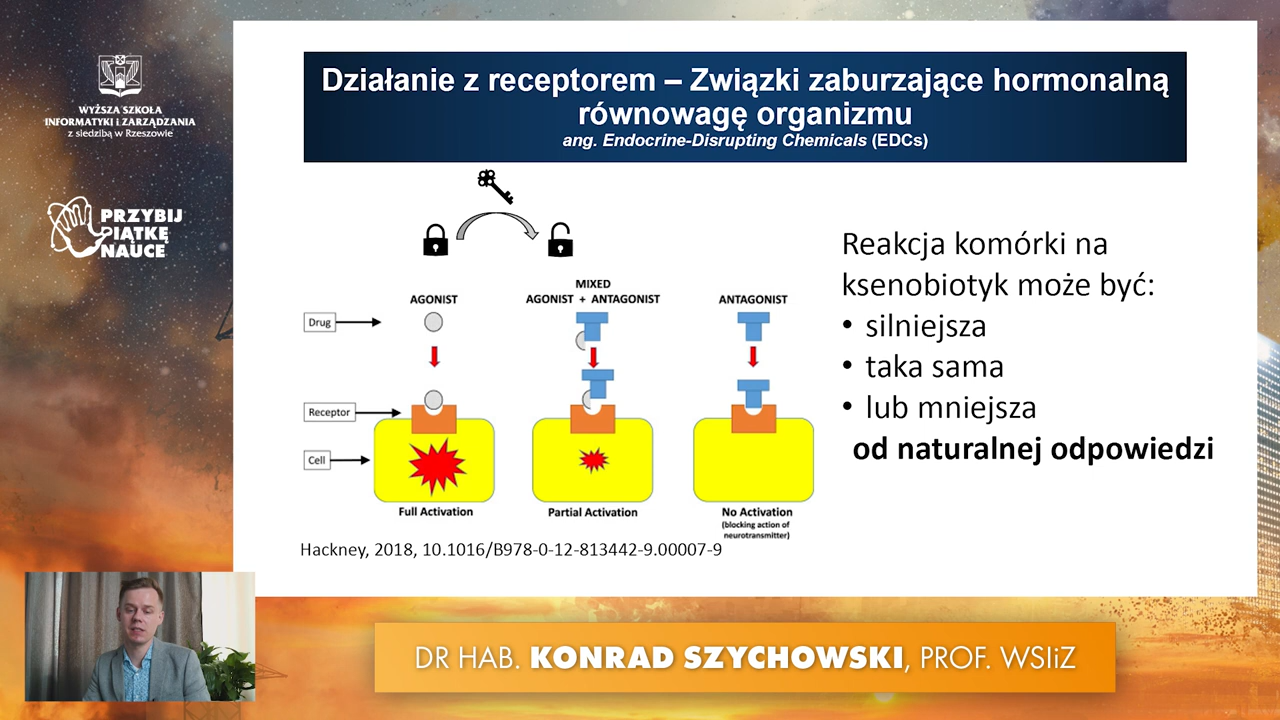 WYŻSZA SZKOŁA
INFORMATYKI i ZARZĄDZANIA
z siedzibą w Rzeszowie
PRZYBIJ
PIĄTKĘ
NAUCE
Działanie z receptorem – Związki zaburzające hormonalną
równowagę organizmu
ang. Endocrine-Disrupting Chemicals (EDCs)
AGONIST
MIXED
AGONIST + ANTAGONIST
ANTAGONIST
Drug
Receptor
Cell
Full Activation
Partial Activation
No Activation
(blocking action of
neurotransmitter)
Hackney, 2018, 10.1016/B978-0-12-813442-9.00007-9
Reakcja komórki na
ksenobiotyk może być:
• silniejsza
• taka sama
• lub mniejsza
od naturalnej odpowiedzi
DR HAB. KONRAD SZYCHOWSKI, PROF. WSIiZ